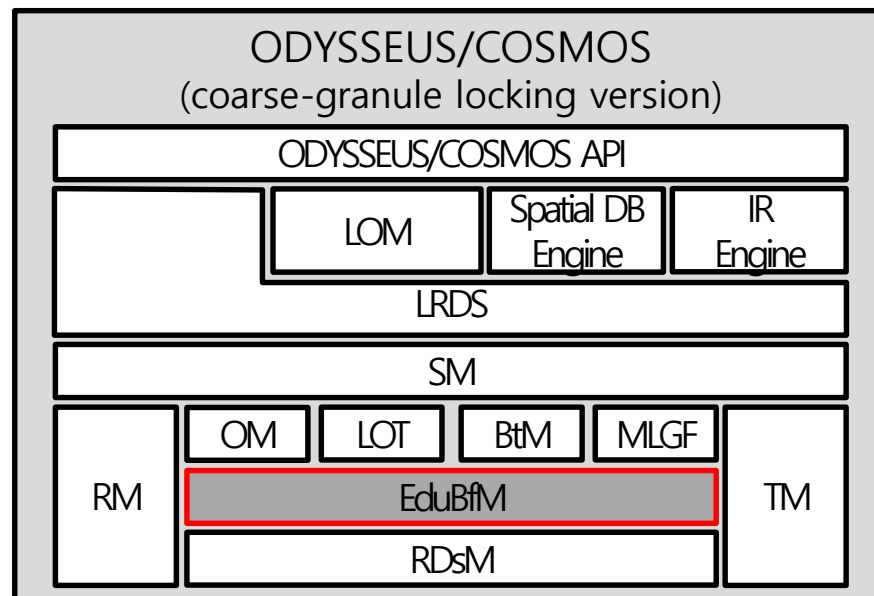 ODYSSEUS/COSMOS
(coarse-granule locking version)
ODYSSEUS/COSMOS API
LOM
Spatial DB
Engine
IR
Engine
LRDS
SM
OM
LOT
BtM
MLGF
RM
EduBfM
TM
RDsM